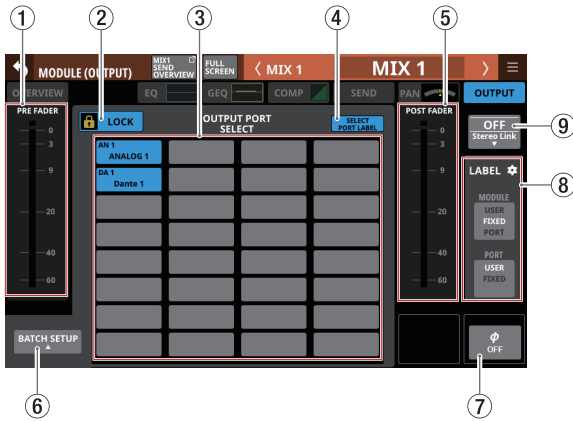 ① ② ③ ④ ⑤
MODULE (OUTPUT)
MIX1
SEND
OVERVIEW
FULL
SCREEN
MIX 1
MIX 1
OVERVIEW
EQ
GEQ
COMP
SEND
PAN
OUTPUT
PRE FADER
0
3
9
20
40
60
LOCK
OUTPUT PORT
SELECT
SELECT
PORT LABEL
AN 1
ANALOG 1
DA 1
Dante 1
POST FADER
0
3
9
20
40
60
OFF
Stereo Link
⑨
LABEL
MODULE
USER
FIXED
PORT
PORT
USER
FIXED
⑧
BATCH SETUP
φ
OFF
⑥ ⑦